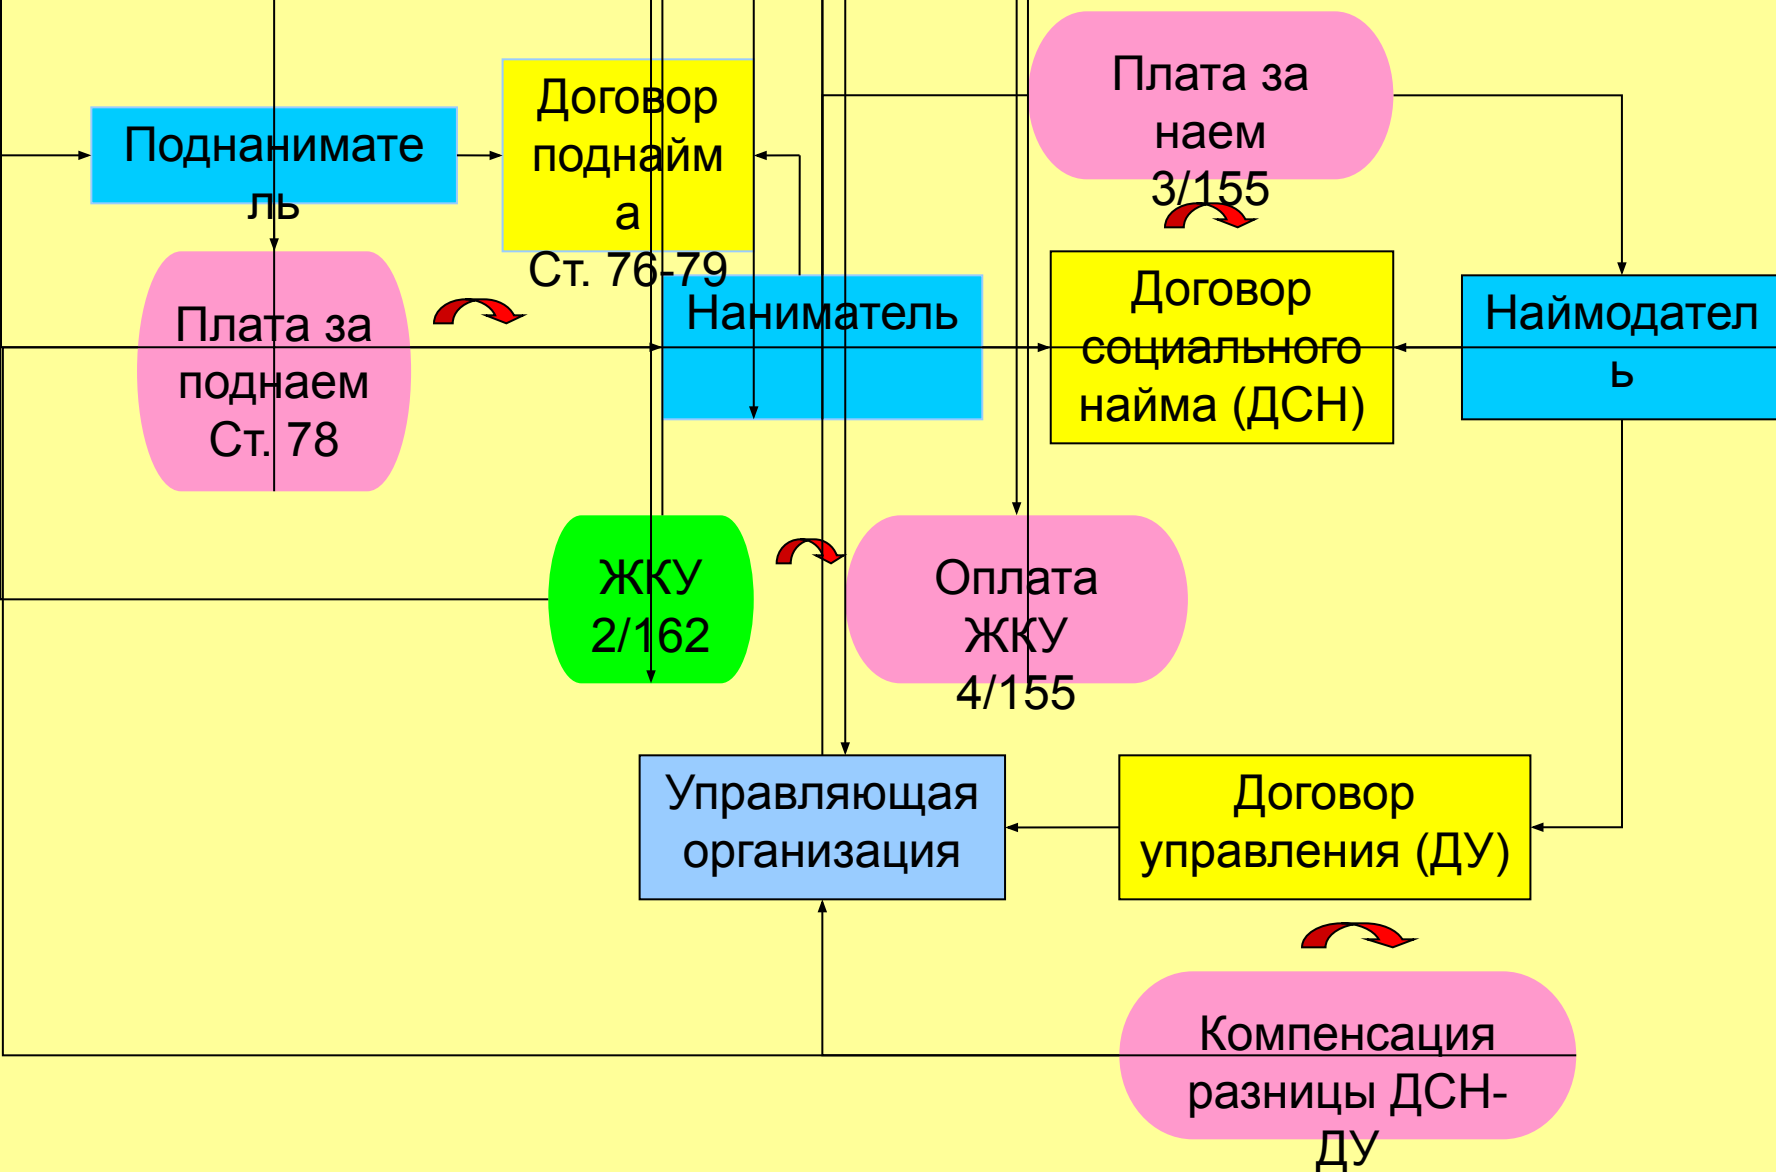 Плата за
наем
3/155
Договор
поднайм
а
Ст. 76-79
Поднанимате
ль
Плата за
поднаем
Ст. 78
Наниматель
Договор
социального
найма (ДСН)
Наймодател
ь
ЖКУ
2/162
Оплата
ЖКУ
4/155
Управляющая
организация
Договор
управления (ДУ)
Компенсация
разницы ДСН-
ДУ